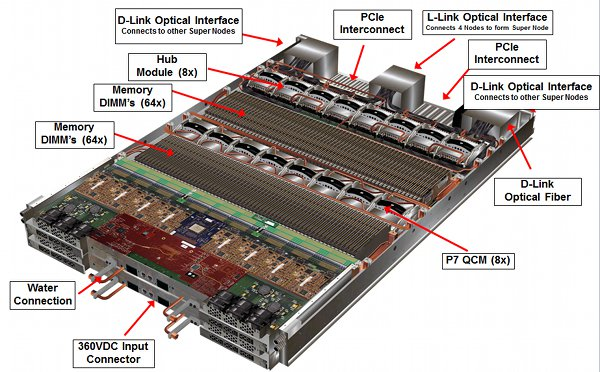 D-Link Optical Interface
Connects to other Super Nodes
PCIe
Interconnect
L-Link Optical Interface
Connects 4 Nodes to form Super Node
PCIe
Interconnect
Hub
Module (8x)
D-Link Optical Interface
Connects to other Super Nodes
Memory
DIMM's (64x)
Memory
DIMM's (64x)
D-Link
Optical Fiber
P7 QCM (8x)
Water
Connection
360VDC Input
Connector